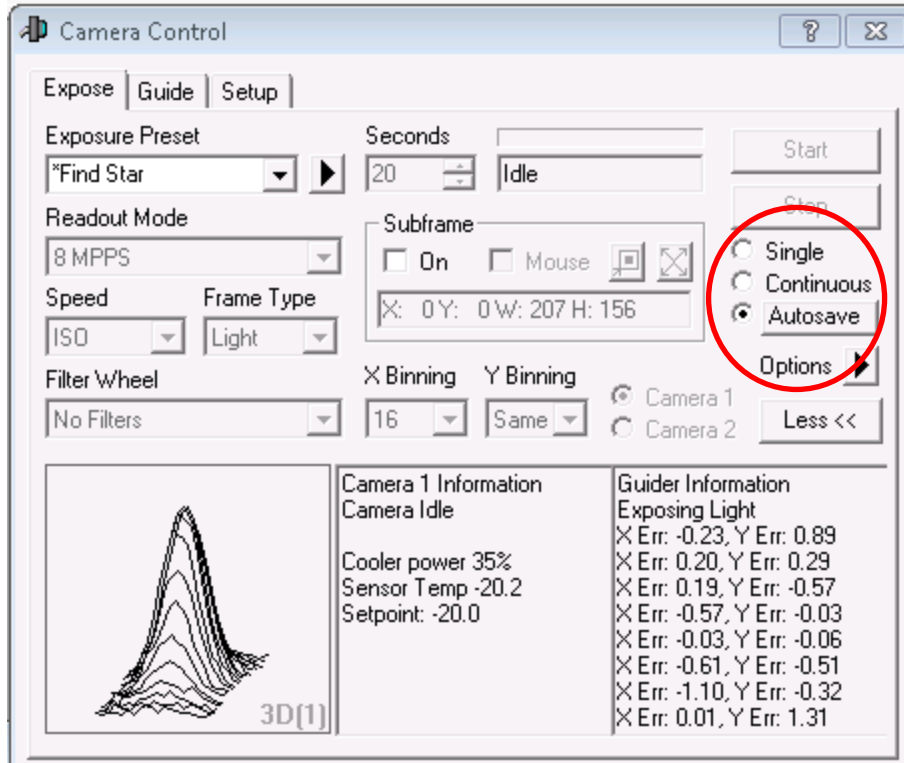 Camera Control
Expose Guide Setup
Exposure Preset Seconds
*Find Star 20 Idle Start
Stop
Readout Mode Subframe
8 MPPS On Mouse Single
Continuous
Speed Frame Type X: 0 Y: 0 W: 207 H: 156 Autosave
ISO Light
Options
Filter Wheel X Binning Y Binning Camera 1
No Filters 16 Same Camera 2 Less <<
Camera 1 Information
Camera Idle
Cooler power 35%
Sensor Temp -20.2
Setpoint: -20.0
Guider Information
Exposing Light
X Err: -0.23, Y Err: 0.89
X Err: 0.20, Y Err: 0.29
X Err: 0.19, Y Err: -0.57
X Err: -0.57, Y Err: -0.03
X Err: -0.03, Y Err: -0.06
X Err: -0.61, Y Err: -0.51
X Err: -1.10, Y Err: -0.32
X Err: 0.01, Y Err: 1.31
3D(1)